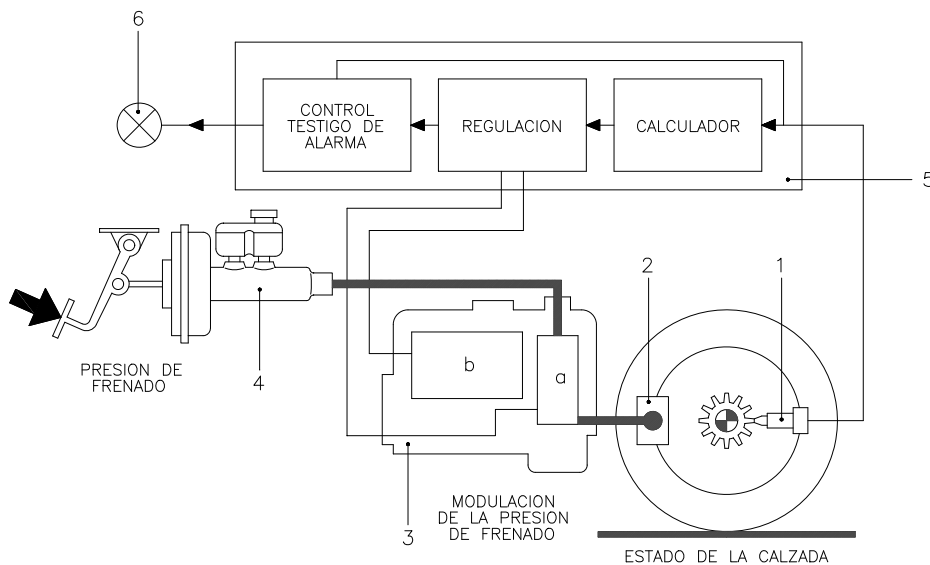 6
CONTROL
TESTIGO DE
ALARMA
REGULACION
CALCULADOR
5
2
1
4
b
a
PRESION DE
FRENADO
3
MODULACION
DE LA PRESION
DE FRENADO
ESTADO DE LA CALZADA